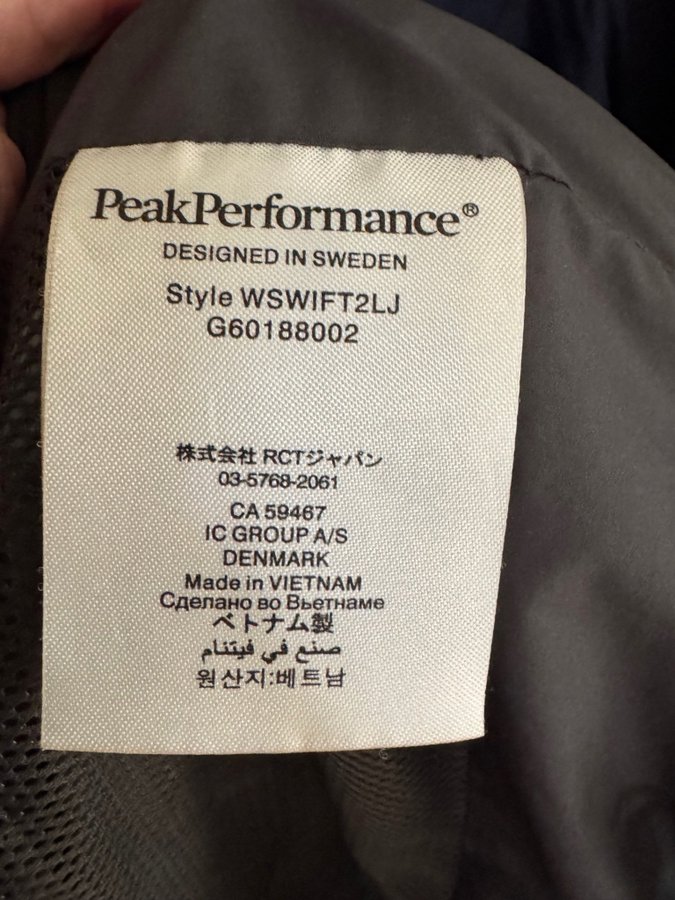 PeakPerformance®
DESIGNED IN SWEDEN
Style WSWIFT2LJ
G60188002
株式会社 RCTジャパン
03-5768-2061
CA 59467
IC GROUP A/S
DENMARK
Made in VIETNAM
Сделано во Вьетнаме
ベトナム製
صنع في فيتنام
원산지:베트남